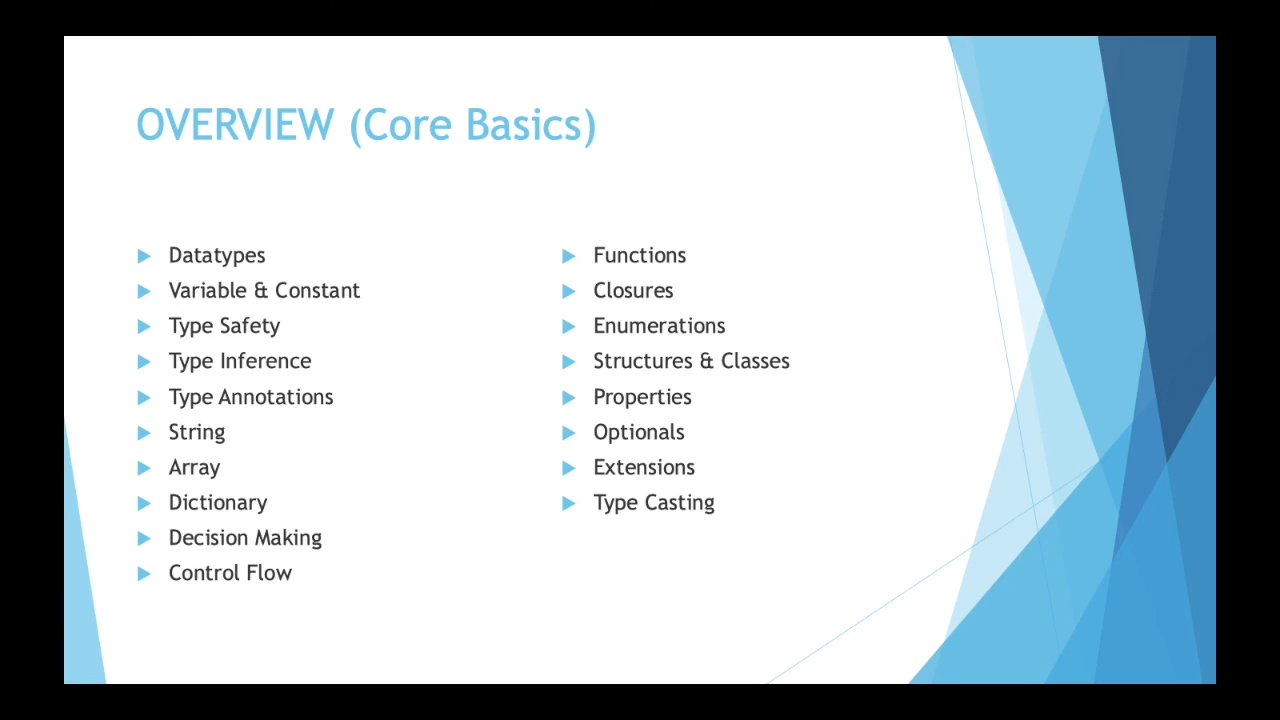 OVERVIEW (Core Basics)
Datatypes
Variable & Constant
Type Safety
Type Inference
Type Annotations
String
Array
Dictionary
Decision Making
Control Flow
Functions
Closures
Enumerations
Structures & Classes
Properties
Optionals
Extensions
Type Casting